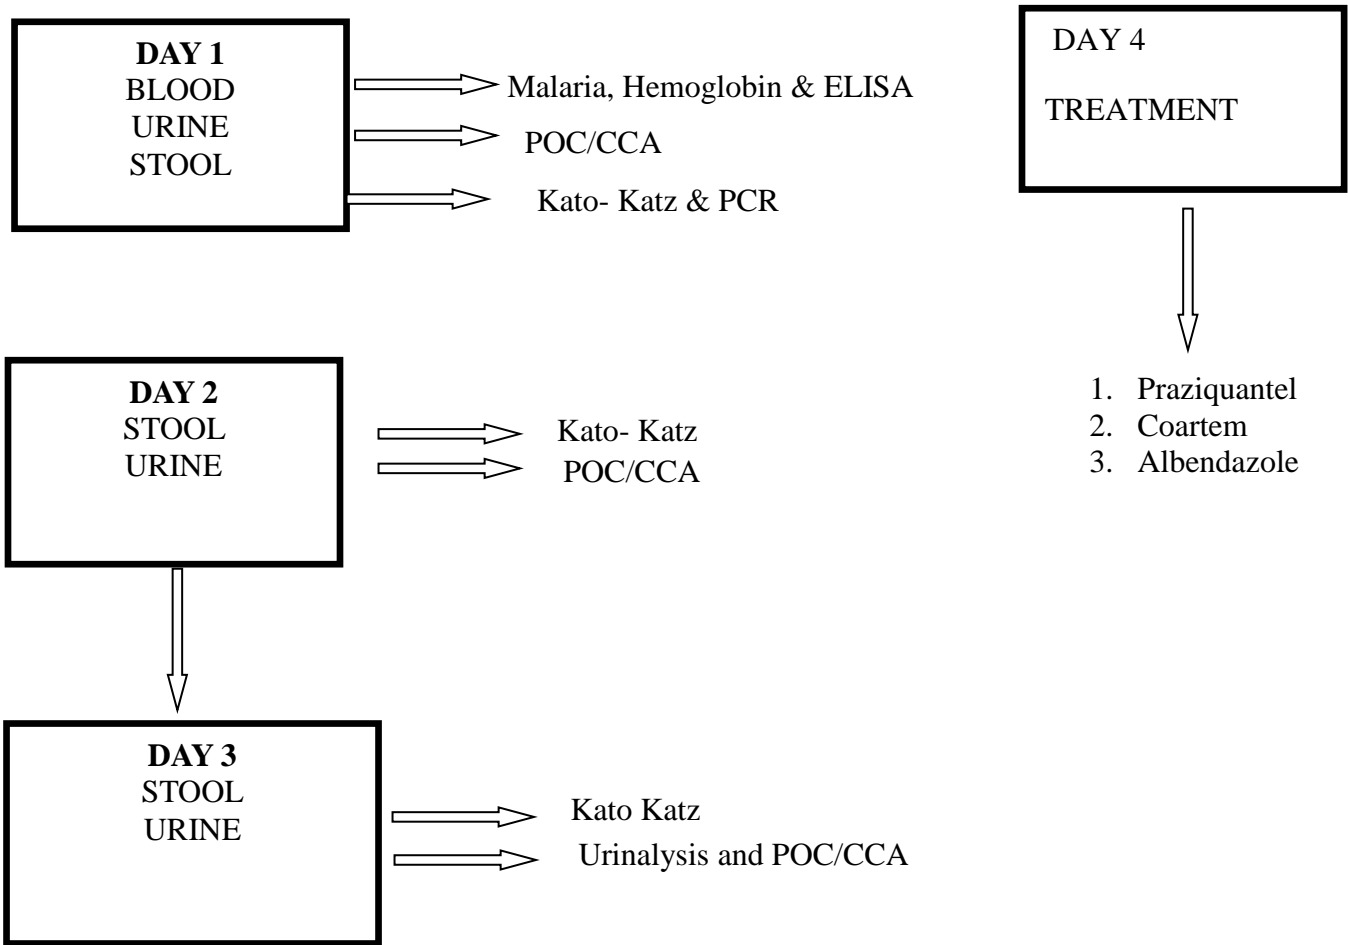 DAY 1
BLOOD
URINE
STOOL
Malaria, Hemoglobin & ELISA
POC/CCA
Kato- Katz & PCR
DAY 2
STOOL
URINE
Kato- Katz
POC/CCA
DAY 3
STOOL
URINE
Kato Katz
Urinalysis and POC/CCA
DAY 4
TREATMENT
1. Praziquantel
2. Coartem
3. Albendazole